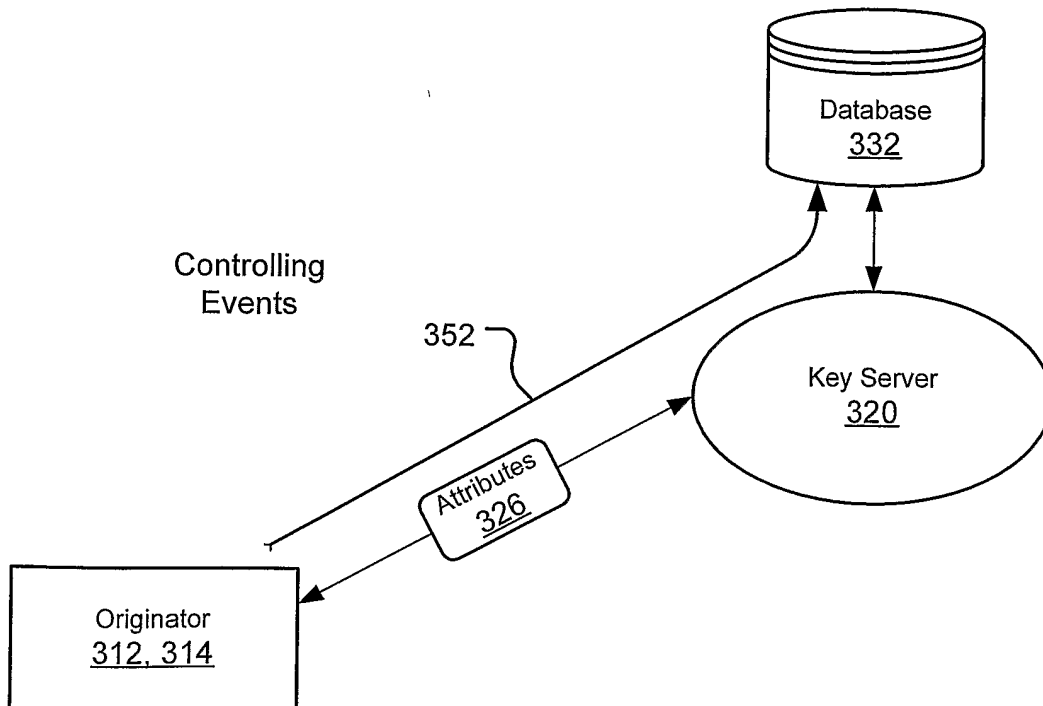 Database
332
Controlling
Events
352
Key Server
320
Attributes
326
Originator
312, 314